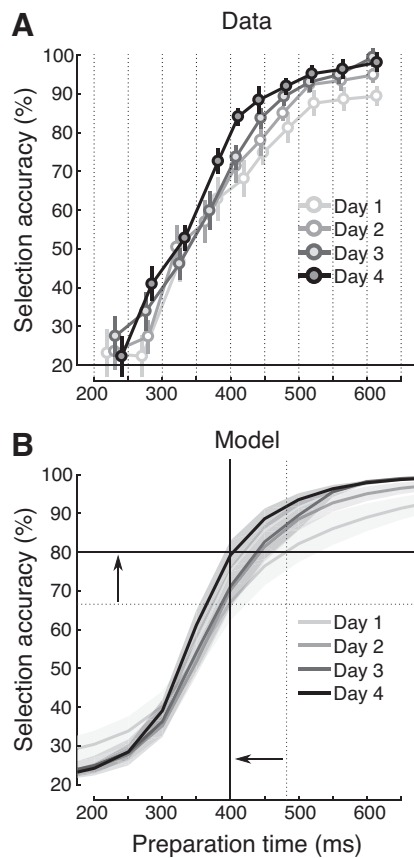 A
Data
Selection accuracy (%)
100
90
80
70
60
50
40
30
20
Day 1
Day 2
Day 3
Day 4
200 300 400 500 600
B
Model
Selection accuracy (%)
100
90
80
70
60
50
40
30
20
Day 1
Day 2
Day 3
Day 4
200 300 400 500 600
Preparation time (ms)